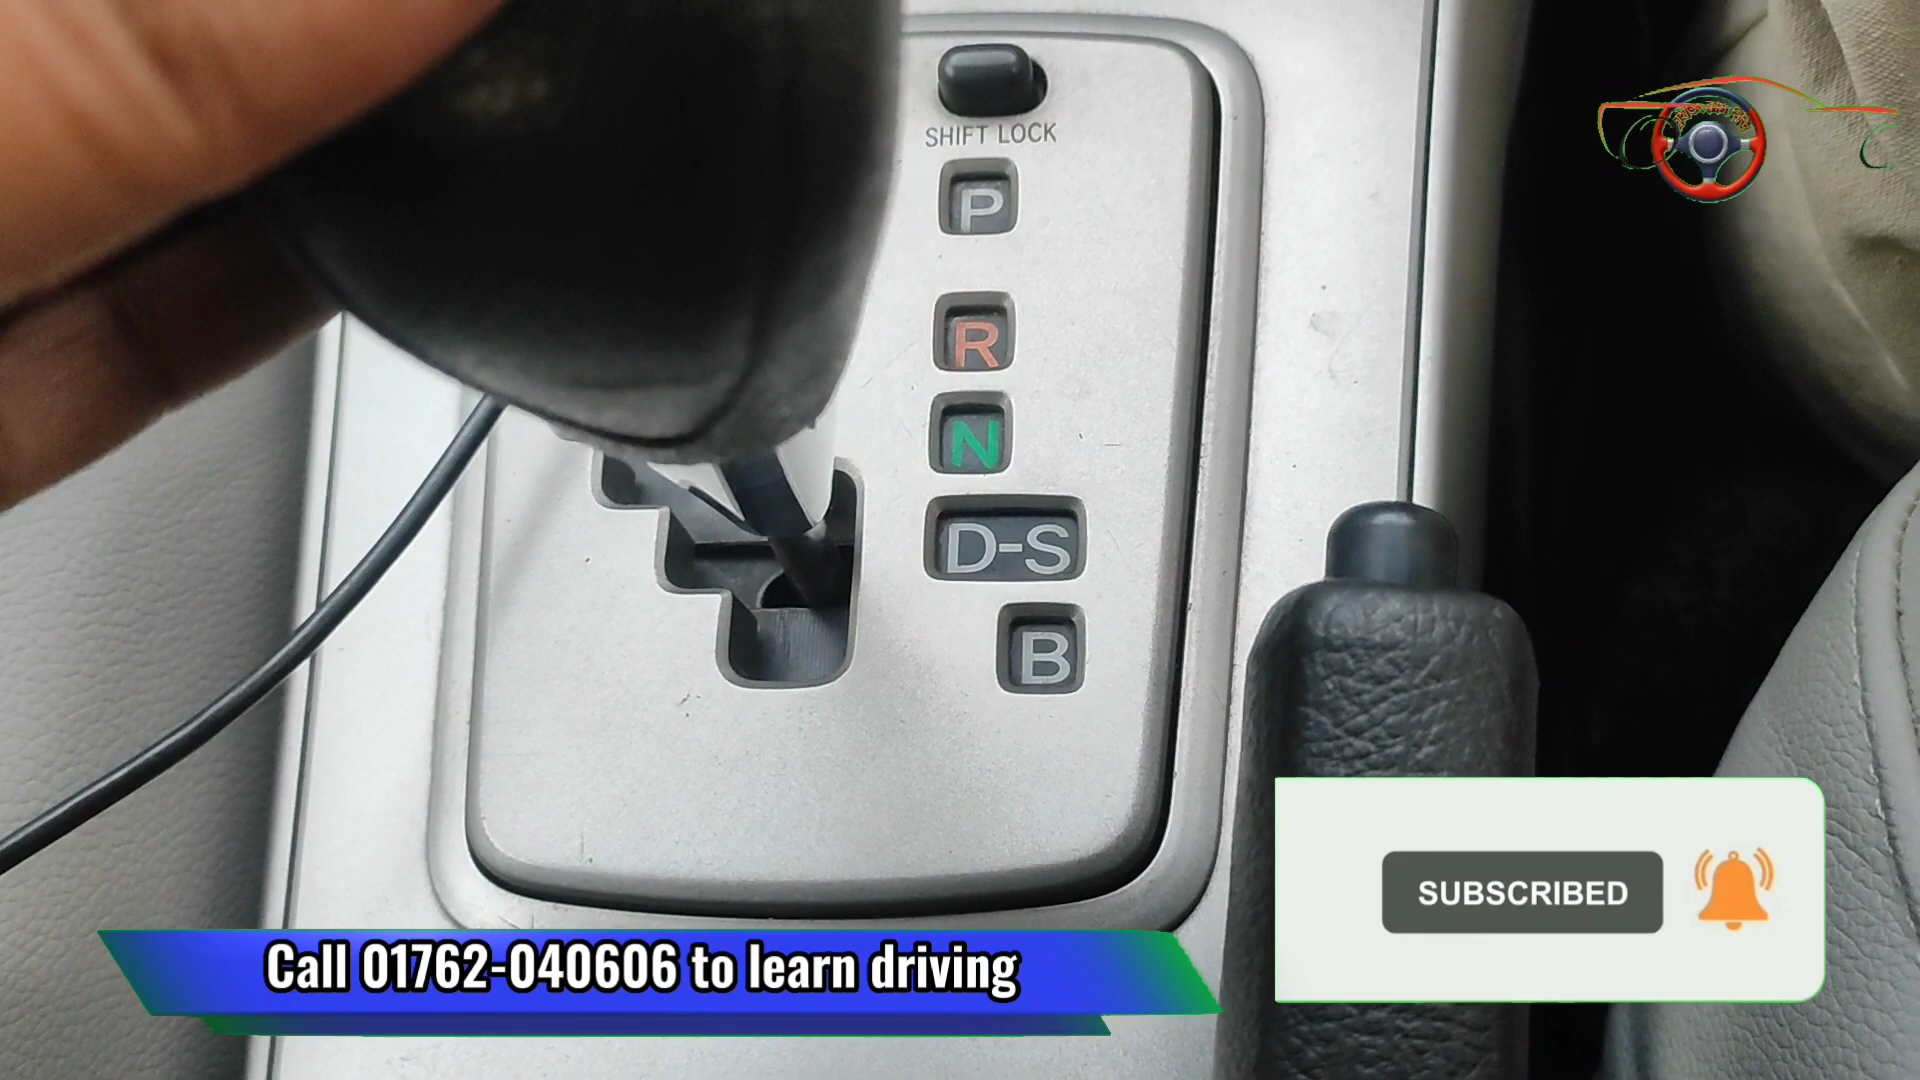 SHIFT LOCK
P
R
N
D-S
B
SUBSCRIBED
Call 01762-040606 to learn driving